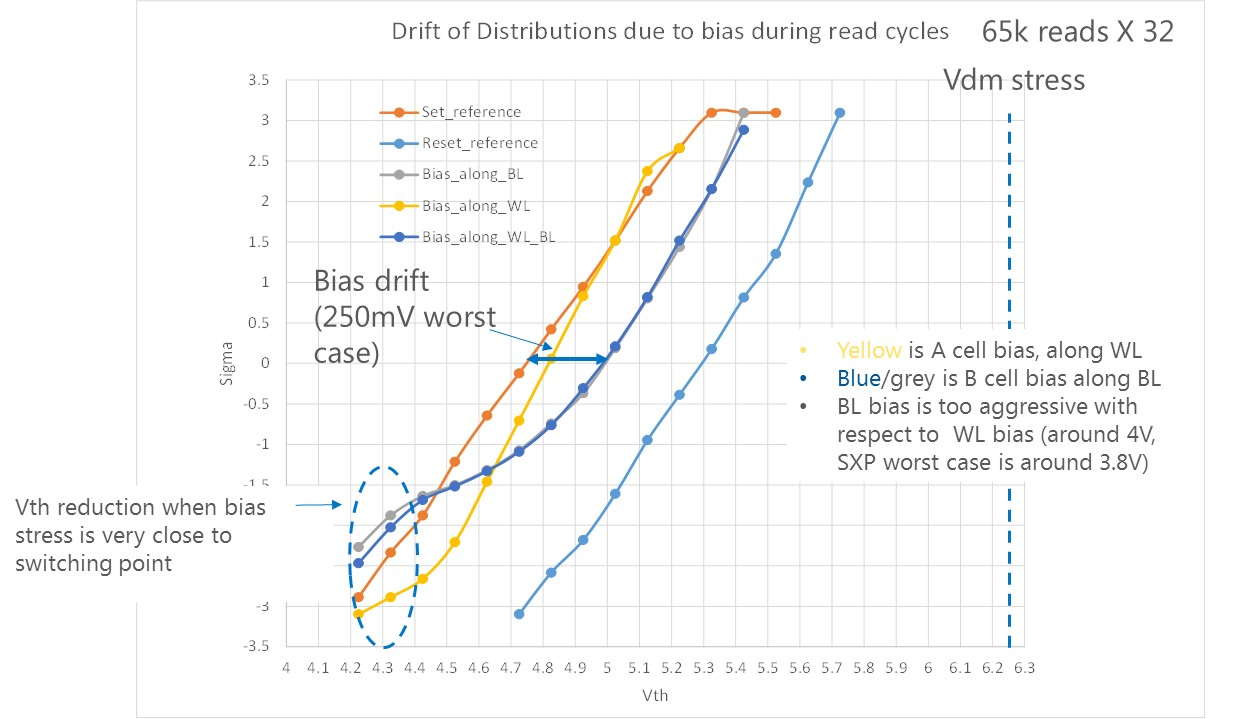 Drift of Distributions due to bias during read cycles
65k reads X 32
Vdm stress
3.5
3
2.5
2
1.5
1
0.5
0
-0.5
-1
-1.5
-3
-3.5
Sigma
Set_reference
Reset_reference
Bias_along_BL
Bias_along_WL
Bias_along_WL_BL
Bias drift
(250mV worst
case)
• Yellow is A cell bias, along WL
• Blue/grey is B cell bias along BL
• BL bias is too aggressive with
respect to WL bias (around 4V,
SXP worst case is around 3.8V)
Vth reduction when bias
stress is very close to
switching point
4 4.1 4.2 4.3 4.4 4.5 4.6 4.7 4.8 4.9 5 5.1 5.2 5.3 5.4 5.5 5.6 5.7 5.8 5.9 6 6.1 6.2 6.3
Vth